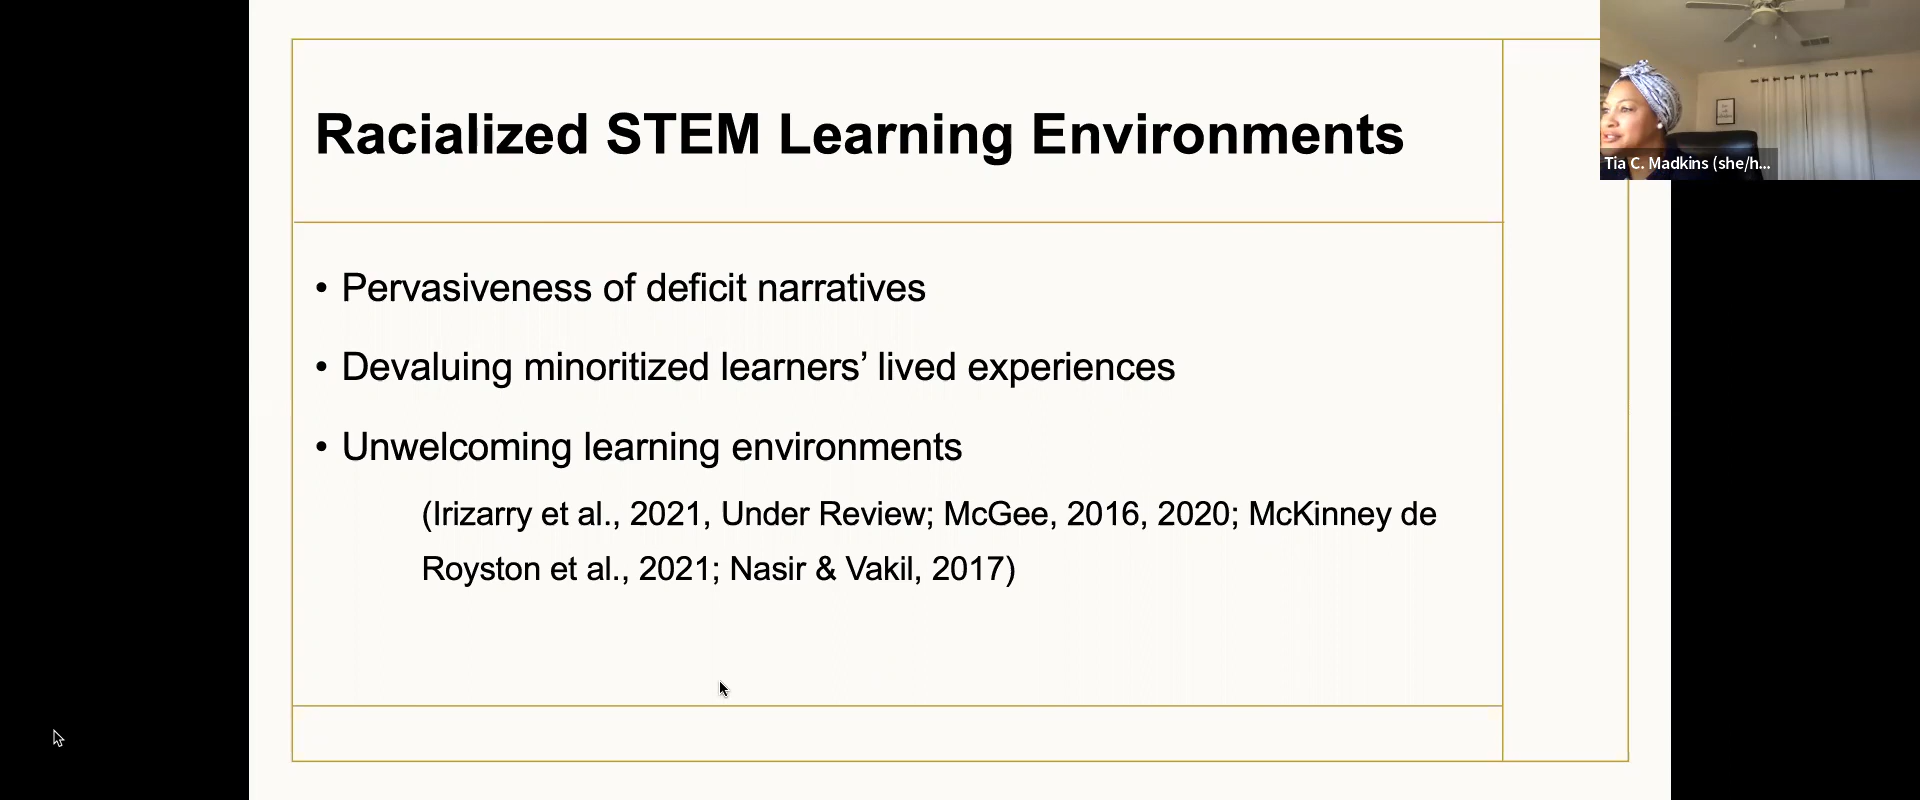 Racialized STEM Learning Environments
Tia C. Madkins (she/h...
• Pervasiveness of deficit narratives
• Devaluing minoritized learners’ lived experiences
• Unwelcoming learning environments
(Irizarry et al., 2021, Under Review; McGee, 2016, 2020; McKinney de
Royston et al., 2021; Nasir & Vakil, 2017)